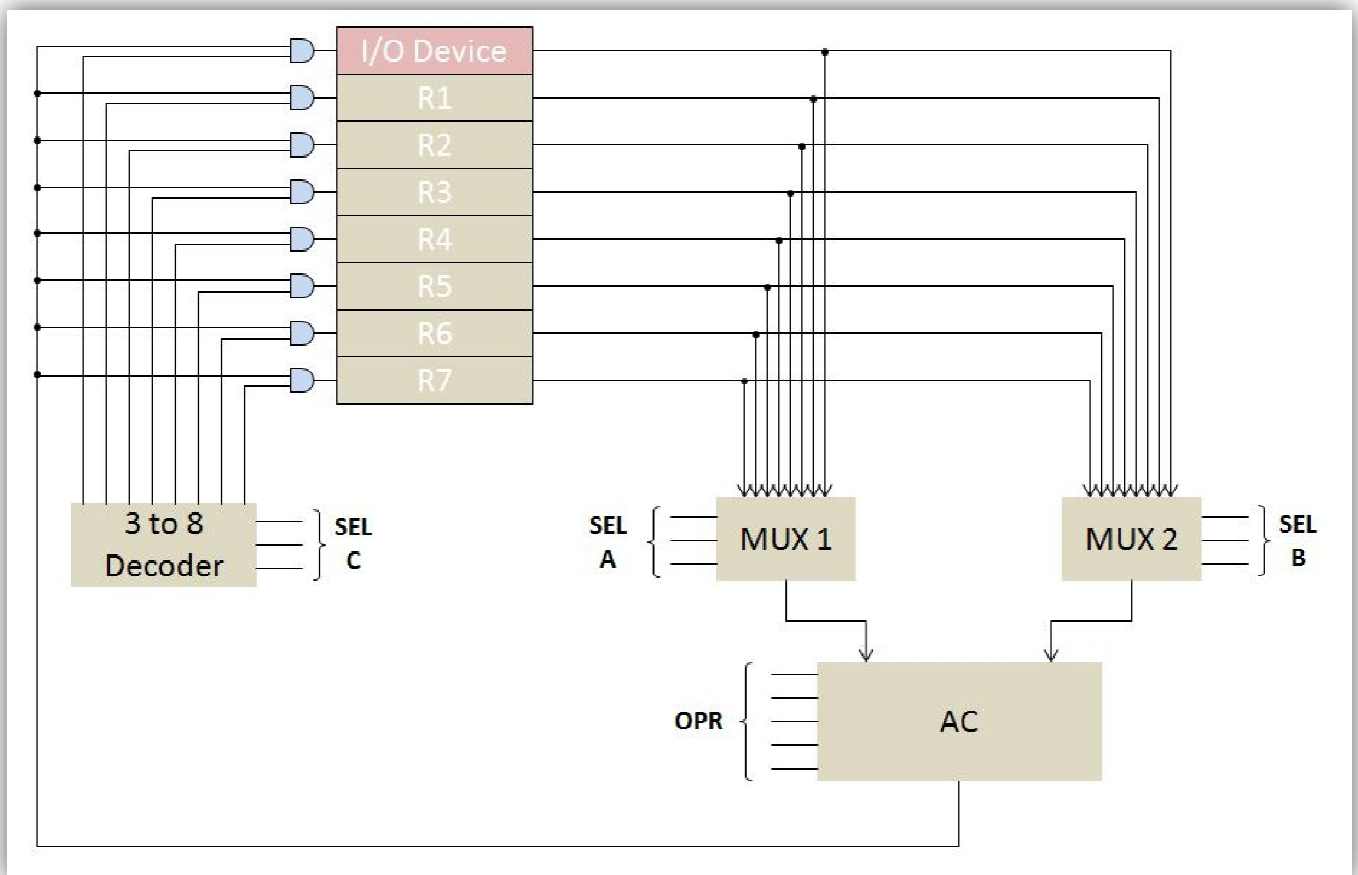 I/O Device
R1
R2
R3
R4
R5
R6
R7
3 to 8
Decoder
SEL
C
SEL
A
MUX 1
MUX 2
SEL
B
OPR
AC